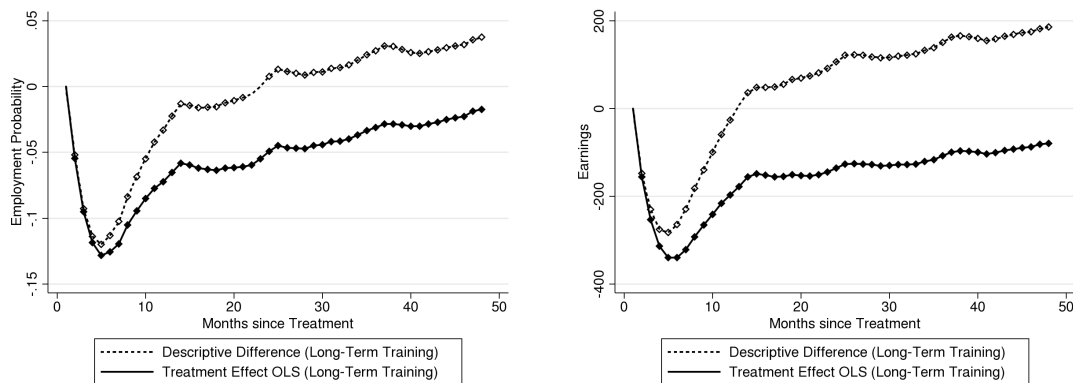 Employment Probability
.05
0
-.05
-.1
-.15
0 10 20 30 40 50
Months since Treatment
Descriptive Difference (Long-Term Training)
Treatment Effect OLS (Long-Term Training)
Earnings
200
0
-200
-400
0 10 20 30 40 50
Months since Treatment
Descriptive Difference (Long-Term Training)
Treatment Effect OLS (Long-Term Training)